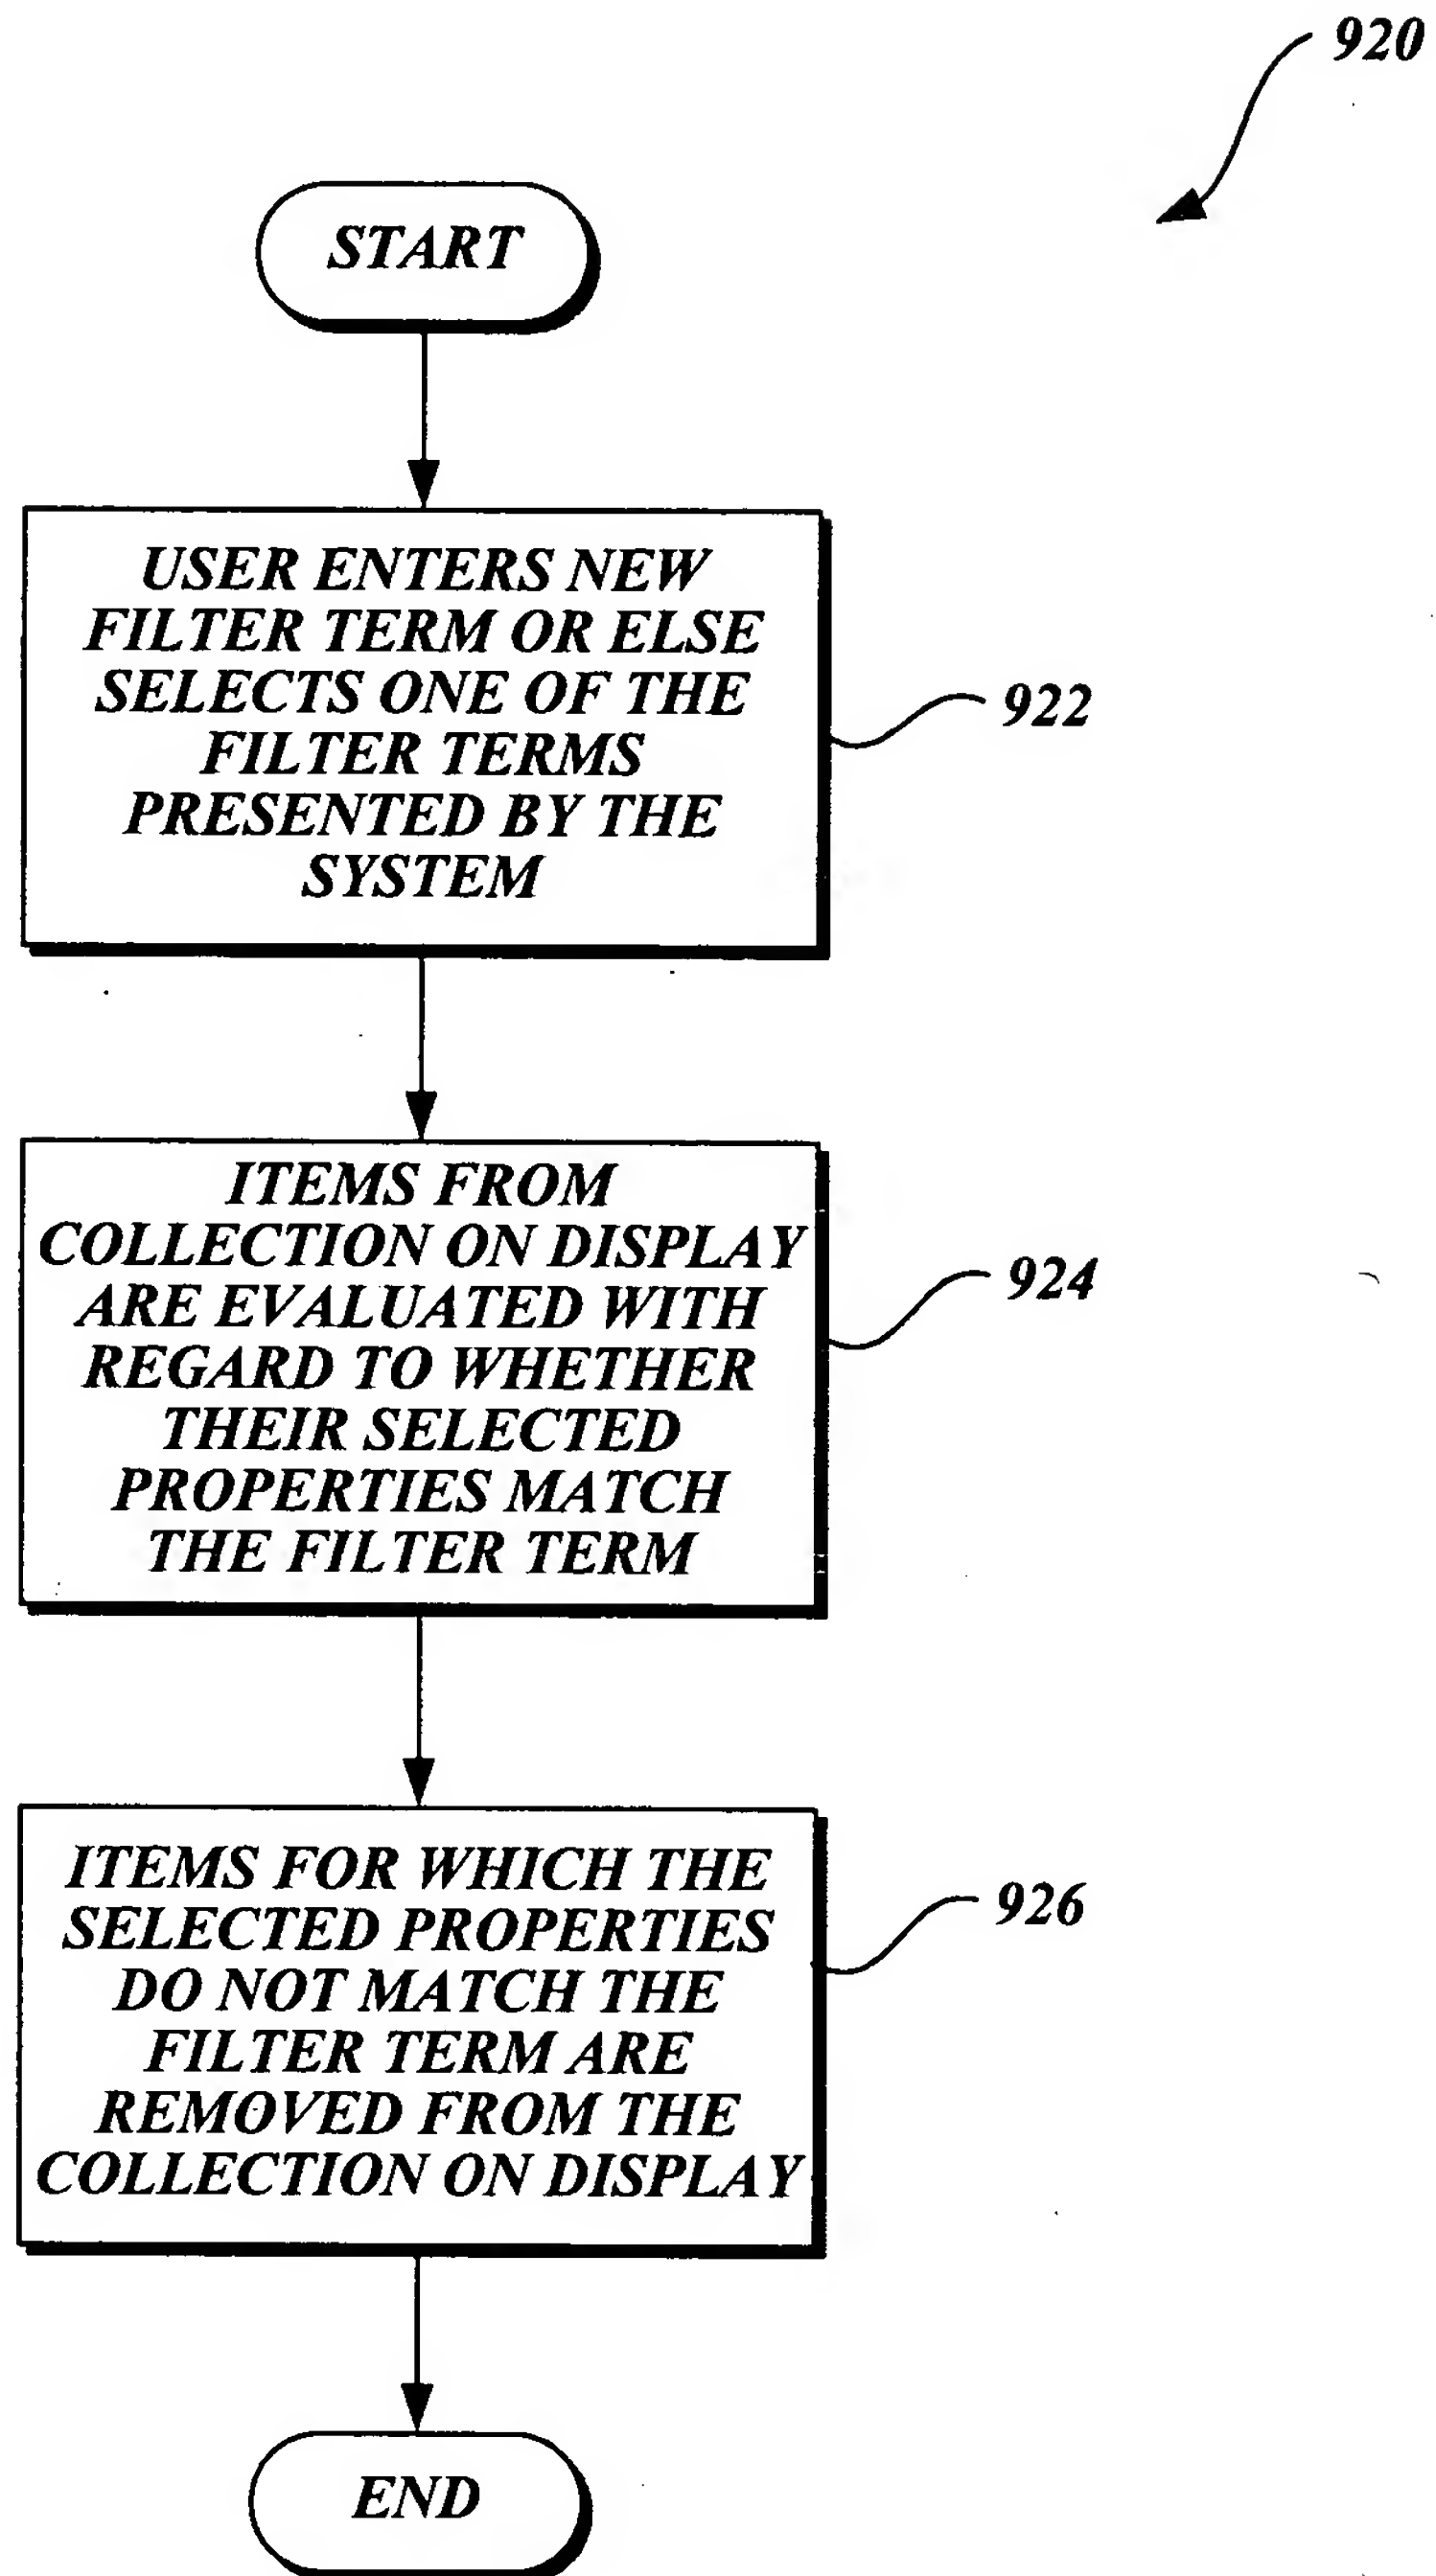 920
START
USER ENTERS NEW
FILTER TERM OR ELSE
SELECTS ONE OF THE
FILTER TERMS
PRESENTED BY THE
SYSTEM
922
ITEMS FROM
COLLECTION ON DISPLAY
ARE EVALUATED WITH
REGARD TO WHETHER
THEIR SELECTED
PROPERTIES MATCH
THE FILTER TERM
924
ITEMS FOR WHICH THE
SELECTED PROPERTIES
DO NOT MATCH THE
FILTER TERM ARE
REMOVED FROM THE
COLLECTION ON DISPLAY
926
END